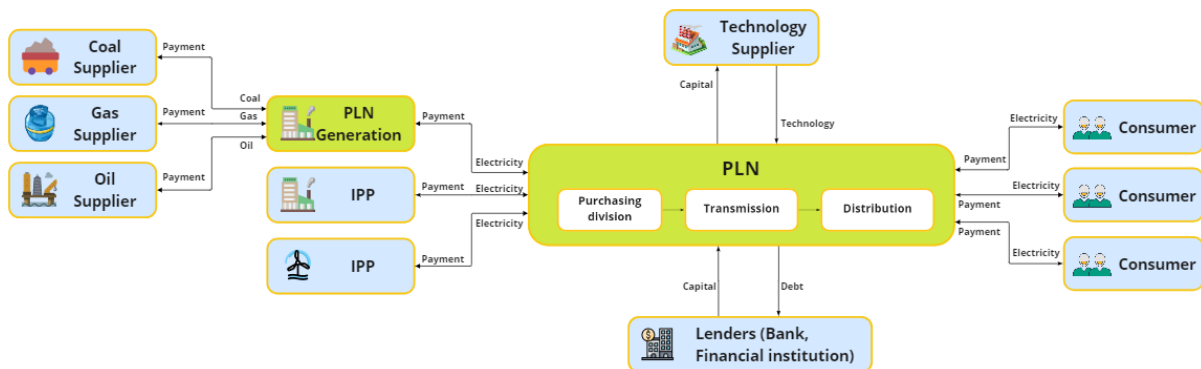 Coal
Supplier
Payment
Coal
Gas
Supplier
Payment
Gas
Oil
Supplier
Payment
Oil
PLN
Generation
Payment
Electricity
IPP
Payment
Electricity
IPP
Payment
Electricity
Technology
Supplier
Capital
Technology
PLN
Purchasing
division
Transmission
Distribution
Capital
Debt
Lenders (Bank,
Financial institution)
Payment
Electricity
Consumer
Payment
Electricity
Consumer
Payment
Electricity
Consumer